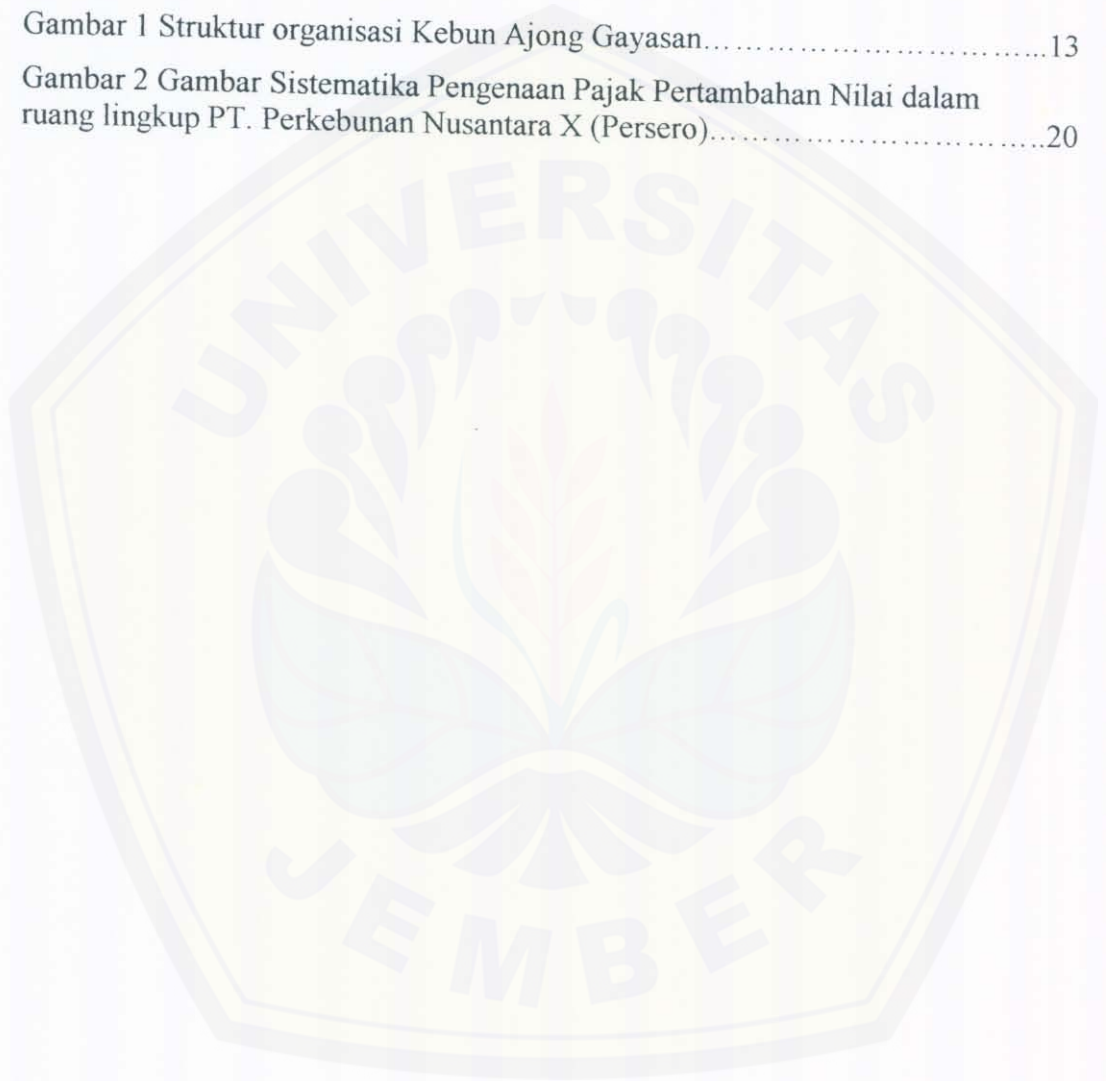 Gambar 1 Struktur organisasi Kebun Ajong Gayasan……………………………...13
Gambar 2 Gambar Sistematika Pengenaan Pajak Pertambahan Nilai dalam
ruang lingkup PT. Perkebunan Nusantara X (Persero)……………………………..20
UNIVERSITAS
JEMBER